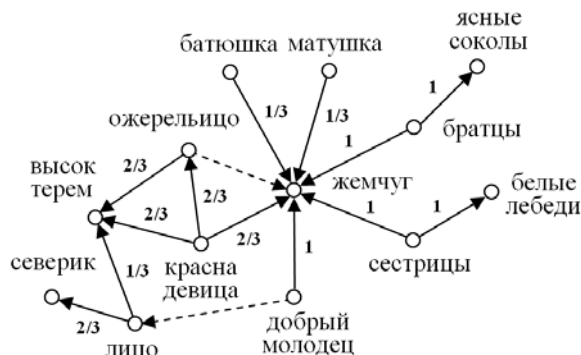 ясные
соколы
батюшка
матушка
1
1/3
1/3
братцы
ожерельицо
1
высок
терем
2/3
жемчуг
белые
лебеди
2/3
2/3
1
1
2/3
северик
1/3
красна
девица
1
сестрицы
2/3
лицо
добрый
молодец